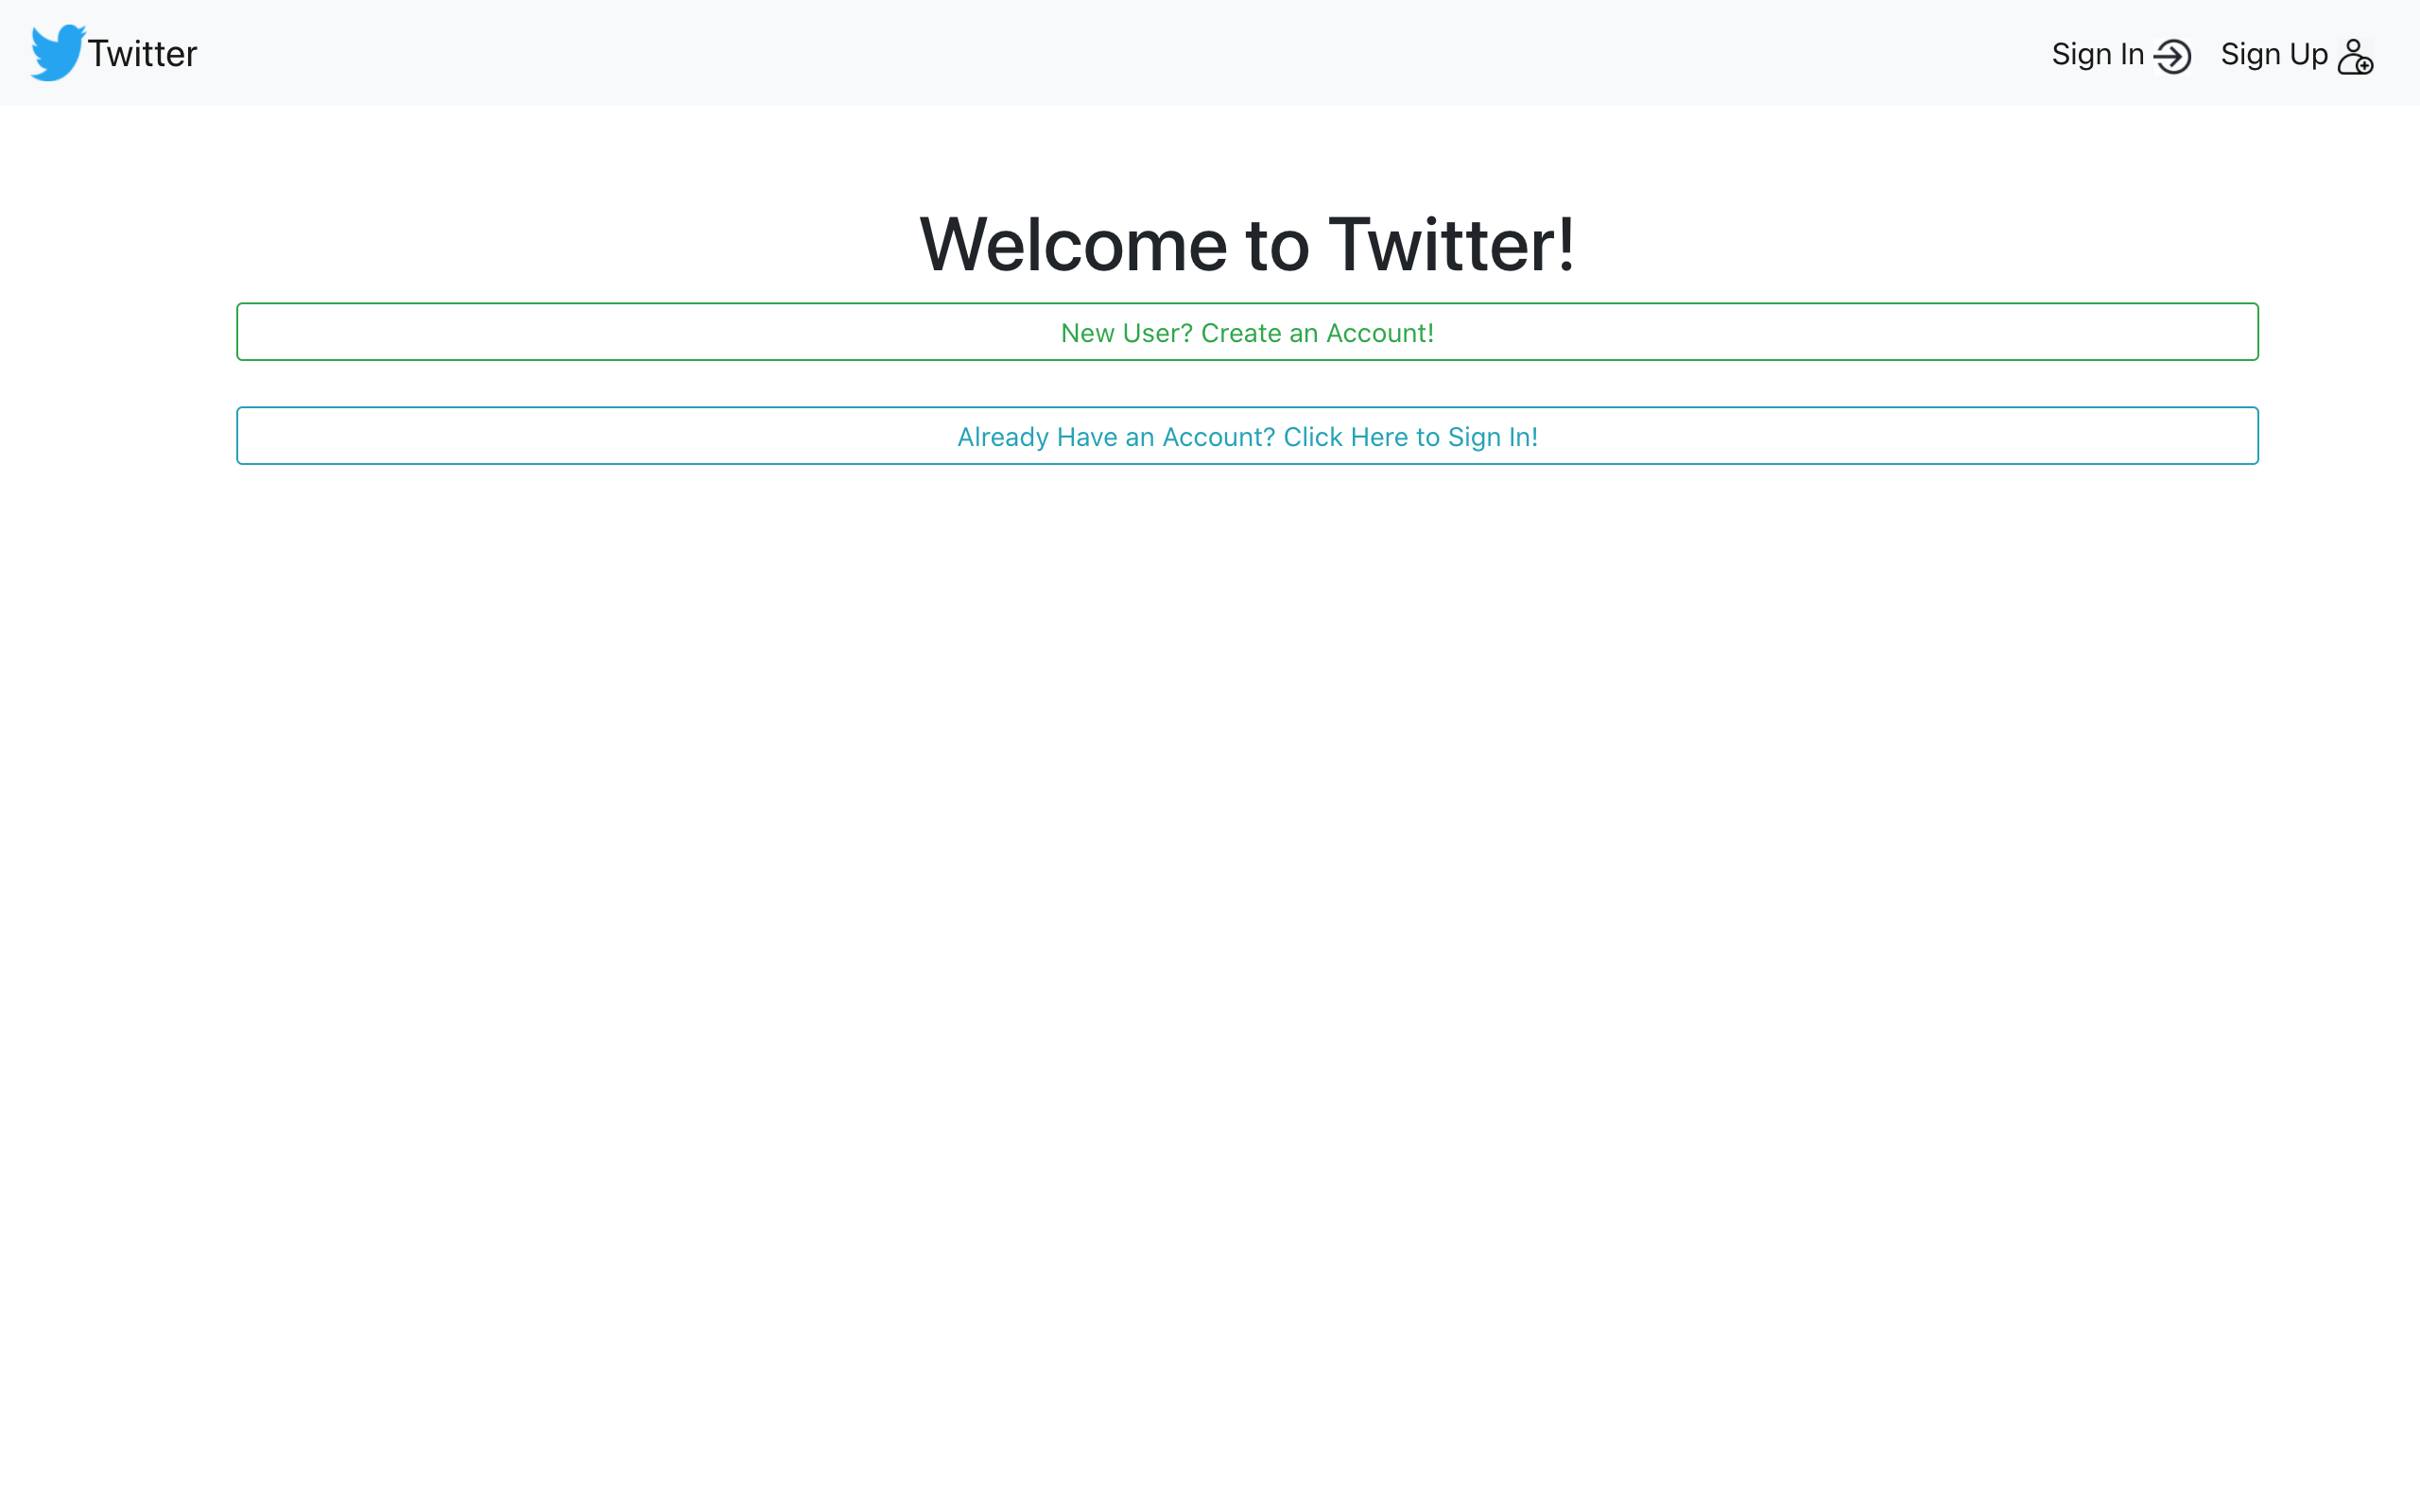 Twitter
Sign In
Sign Up
Welcome to Twitter!
New User? Create an Account!
Already Have an Account? Click Here to Sign In!